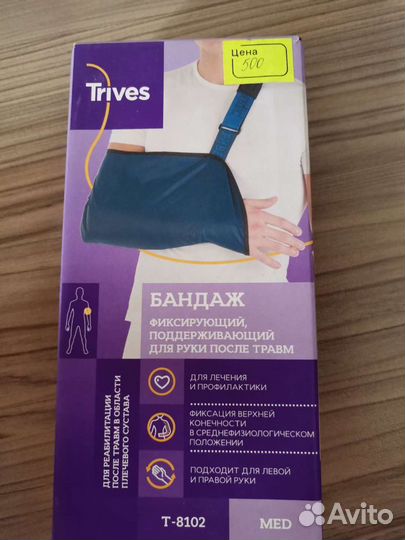 Цена
500
Trives
БАНДАЖ
ФИКСИРУЮЩИЙ,
ПОДДЕРЖИВАЮЩИЙ
ДЛЯ РУКИ ПОСЛЕ ТРАВМ
ДЛЯ РЕАБИЛИТАЦИИ
ПОСЛЕ ТРАВМ В ОБЛАСТИ
ПЛЕЧЕВОГО СУСТАВА
ДЛЯ ЛЕЧЕНИЯ
И ПРОФИЛАКТИКИ
ФИКСАЦИЯ ВЕРХНЕЙ
КОНЕЧНОСТИ
В СРЕДНЕФИЗИОЛОГИЧЕСКОМ
ПОЛОЖЕНИИ
ПОДХОДИТ ДЛЯ ЛЕВОЙ
И ПРАВОЙ РУКИ
Т-8102
MED
Avito